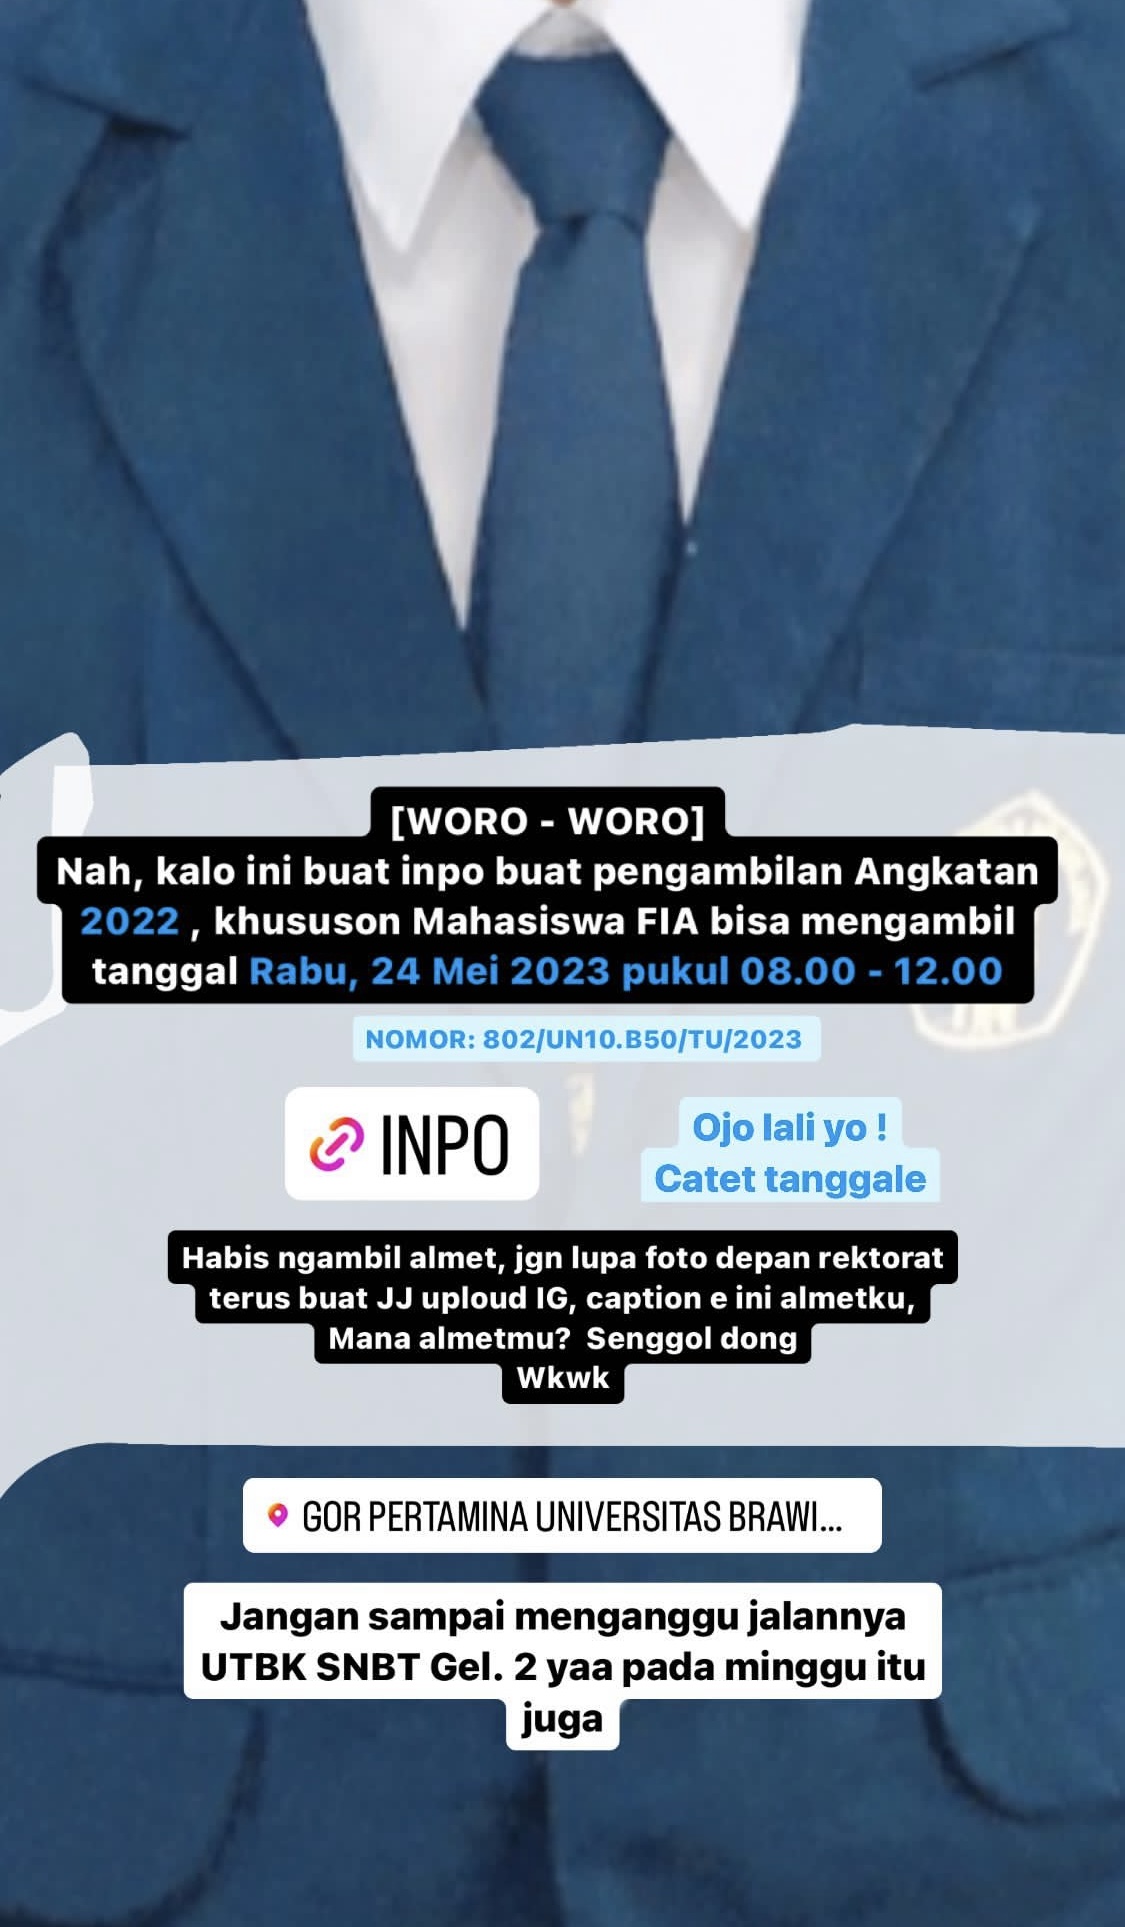 [WORO - WORO]
Nah, kalo ini buat inpo buat pengambilan Angkatan
2022 , khususon Mahasiswa FIA bisa mengambil
tanggal Rabu, 24 Mei 2023 pukul 08.00 - 12.00
NOMOR: 802/UN10.B50/TU/2023
INPO
Ojo lali yo !
Catet tanggale
Habis ngambil almet, jgn lupa foto depan rektorat
terus buat JJ uploud IG, caption e ini almetku,
Mana almetmu?  Senggol dong
Wkwk
GOR PERTAMINA UNIVERSITAS BRAWI...
Jangan sampai menganggu jalannya
UTBK SNBT Gel. 2 yaa pada minggu itu
juga